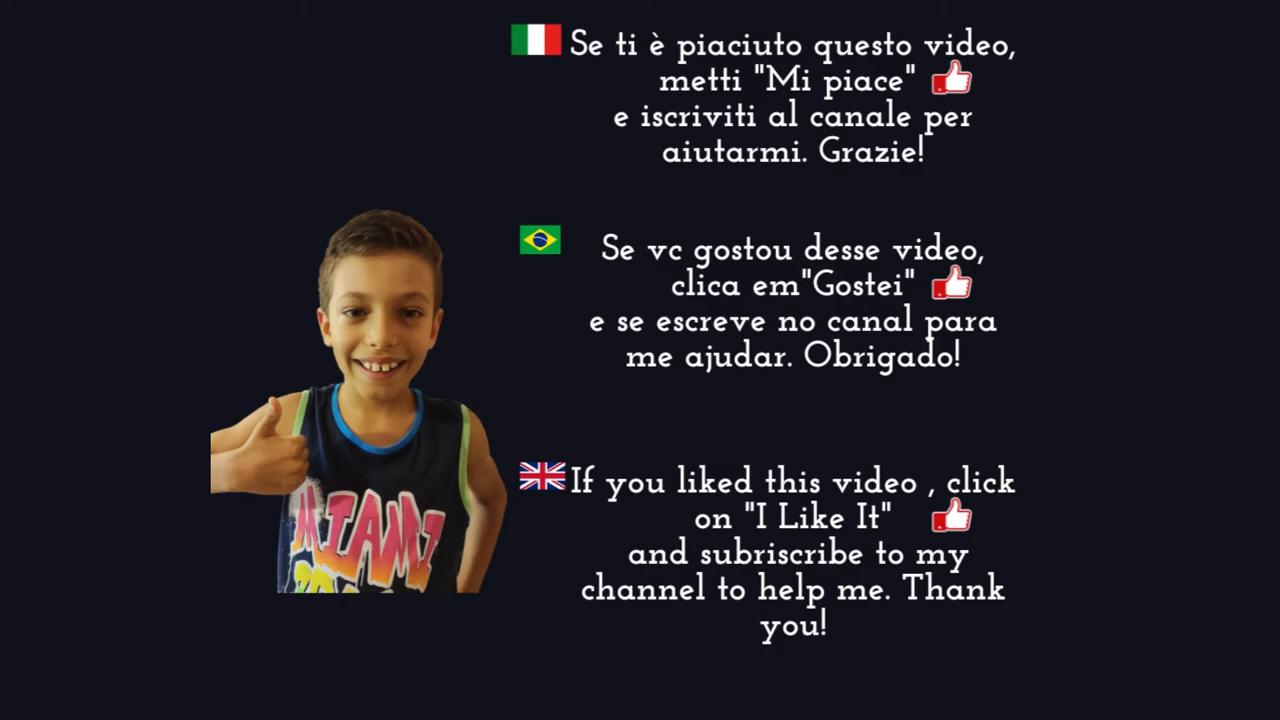 Se ti è piaciuto questo video,
metti "Mi piace"
e iscriviti al canale per
aiutarmi. Grazie!
Se vc gostou desse video,
clica em"Gostei"
e se escreve no canal para
me ajudar. Obrigado!
If you liked this video , click
on "I Like It"
and subriscribe to my
channel to help me. Thank
you!
MIAMI